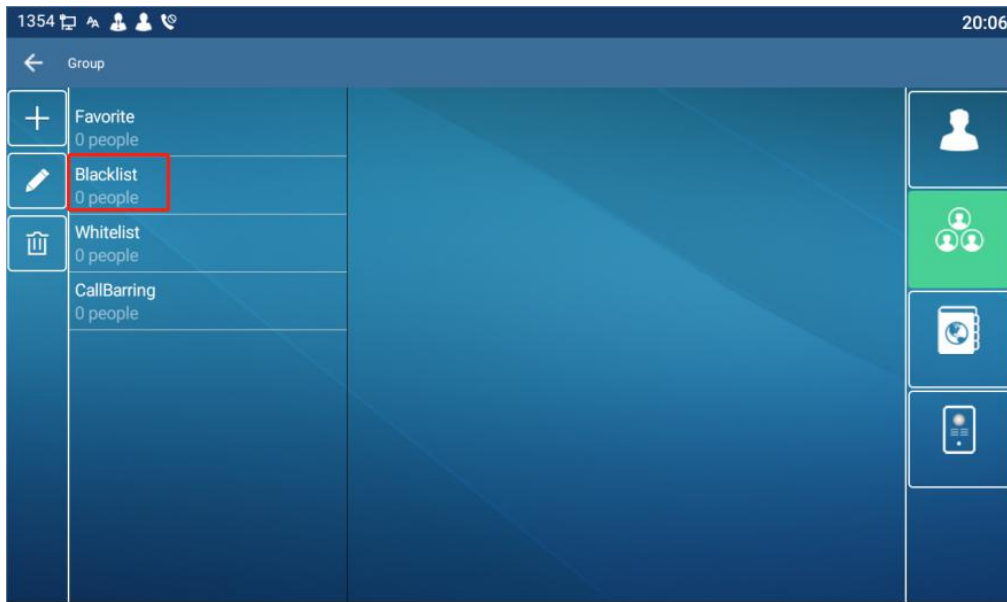 1354
20:06
Group
Favorite
0 people
Blacklist
0 people
Whitelist
0 people
CallBarring
0 people